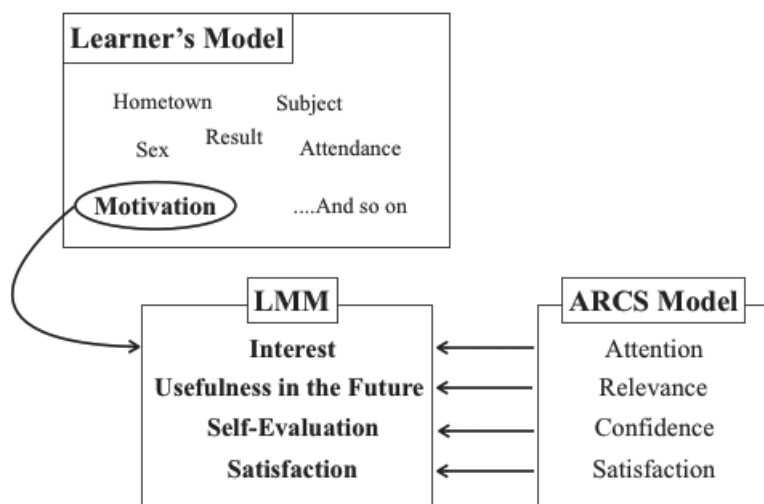 Learner's Model
Hometown Subject
Result
Sex Attendance
Motivation ....And so on
LMM ARCS Model
Interest Attention
Usefulness in the Future Relevance
Self-Evaluation Confidence
Satisfaction Satisfaction